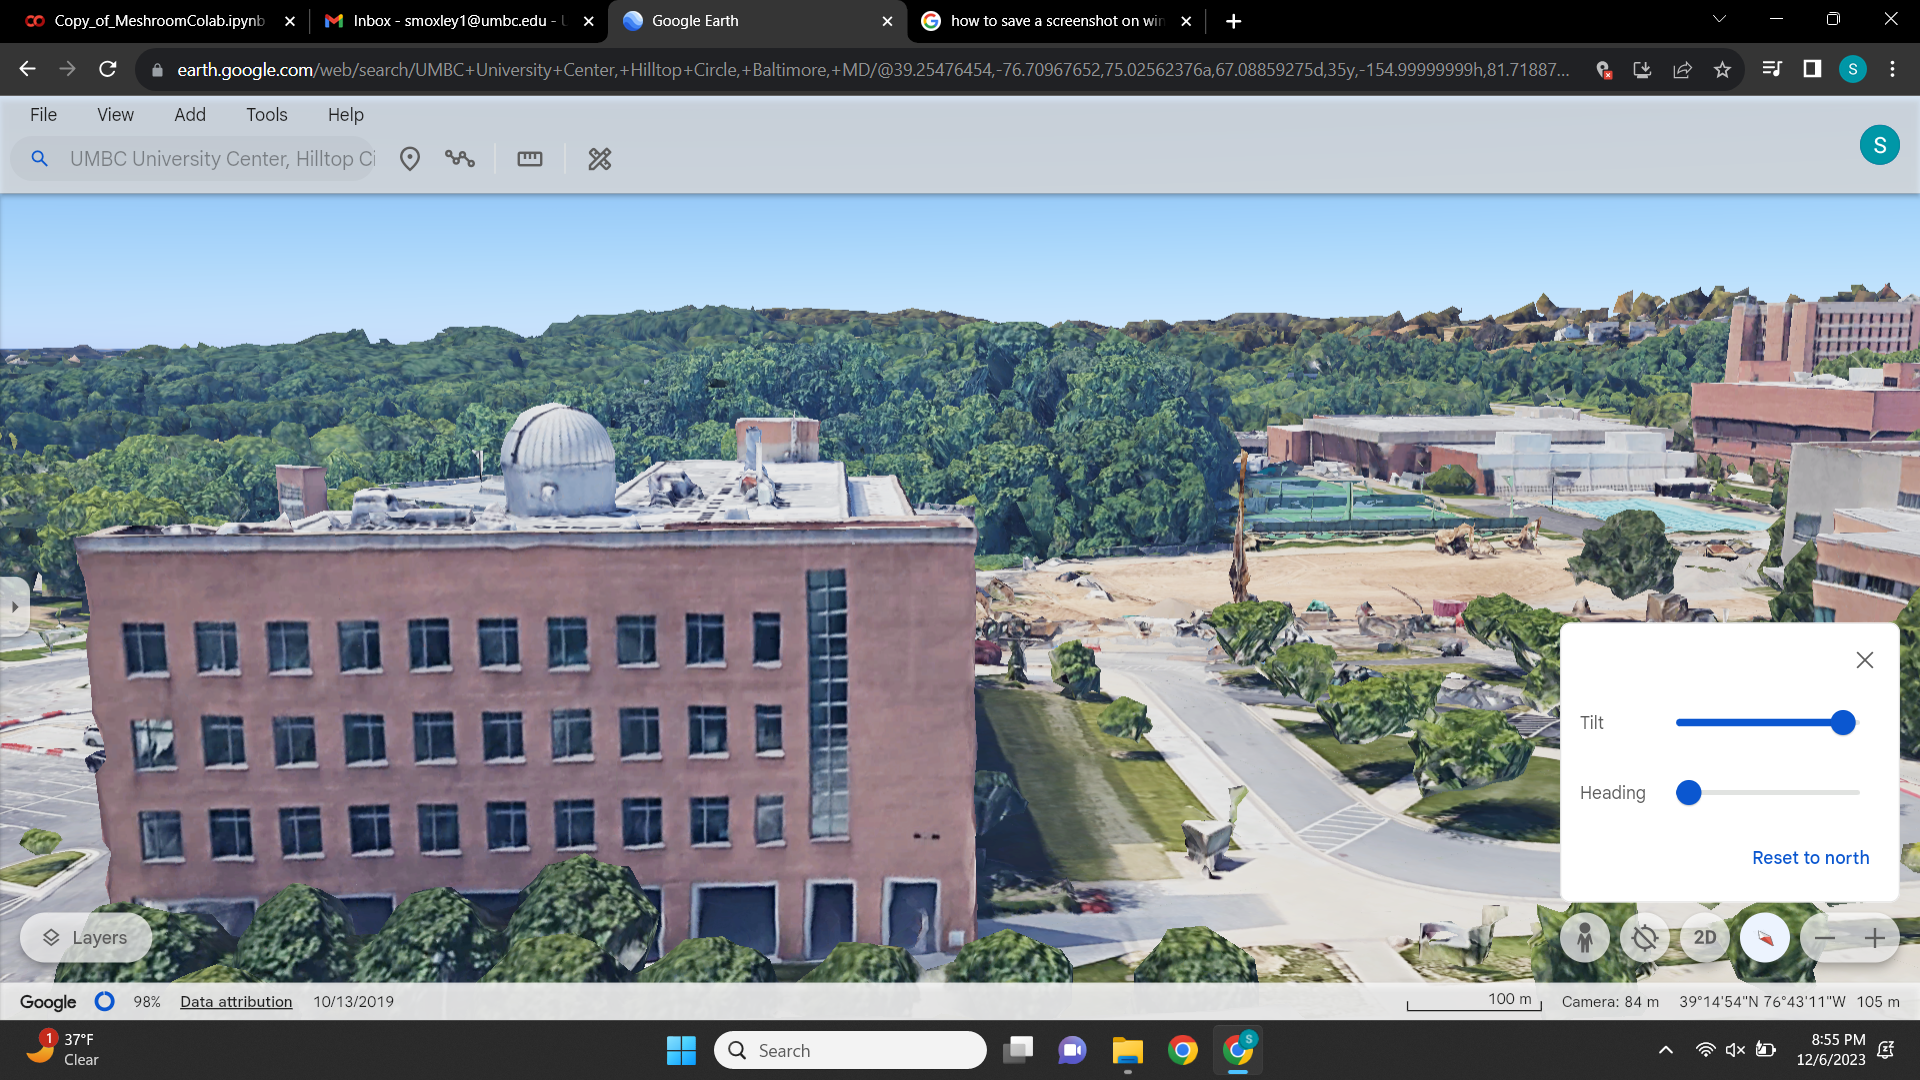 Copy_of_MeshroomColab.ipynb
Inbox - smoxley1@umbc.edu - U
Google Earth
how to save a screenshot on win
earth.google.com/web/search/UMBC+University+Center,+Hilltop+Circle,+Baltimore,+MD/@39.25476454,-76.70967652,75.02562376a,67.08859275d,35y,-154.99999999h,81.71887...
S
File View Add Tools Help
UMBC University Center, Hilltop Ci
S
Tilt
Heading
Reset to north
Layers
2D
Google 98% Data attribution 10/13/2019
100 m
Camera: 84 m 39°14'54"N 76°43'11"W 105 m
1
37°F
Clear
Search
S
8:55 PM
12/6/2023